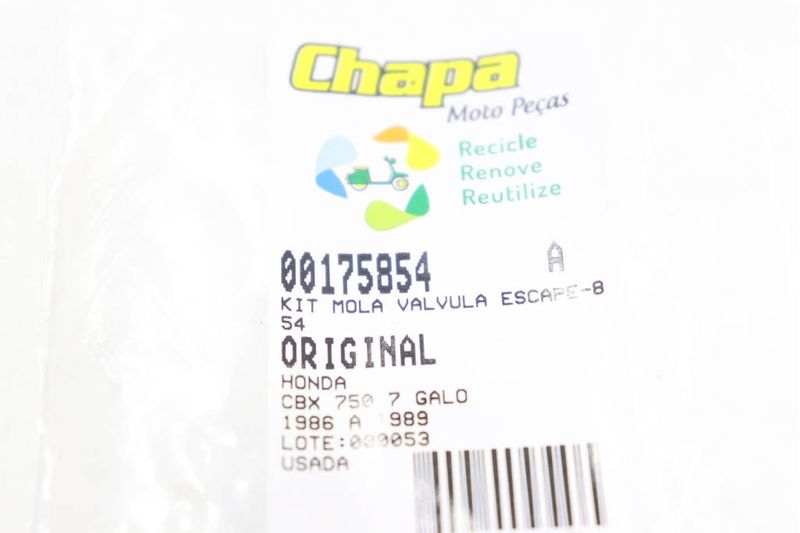 Chapa
Moto Peças
Recicle
Renove
Reutilize
00175854 A
KIT MOLA VALVULA ESCAPE-8
54
ORIGINAL
HONDA
CBX 750 7 GALO
1986 A 1989
LOTE:000053
USADA